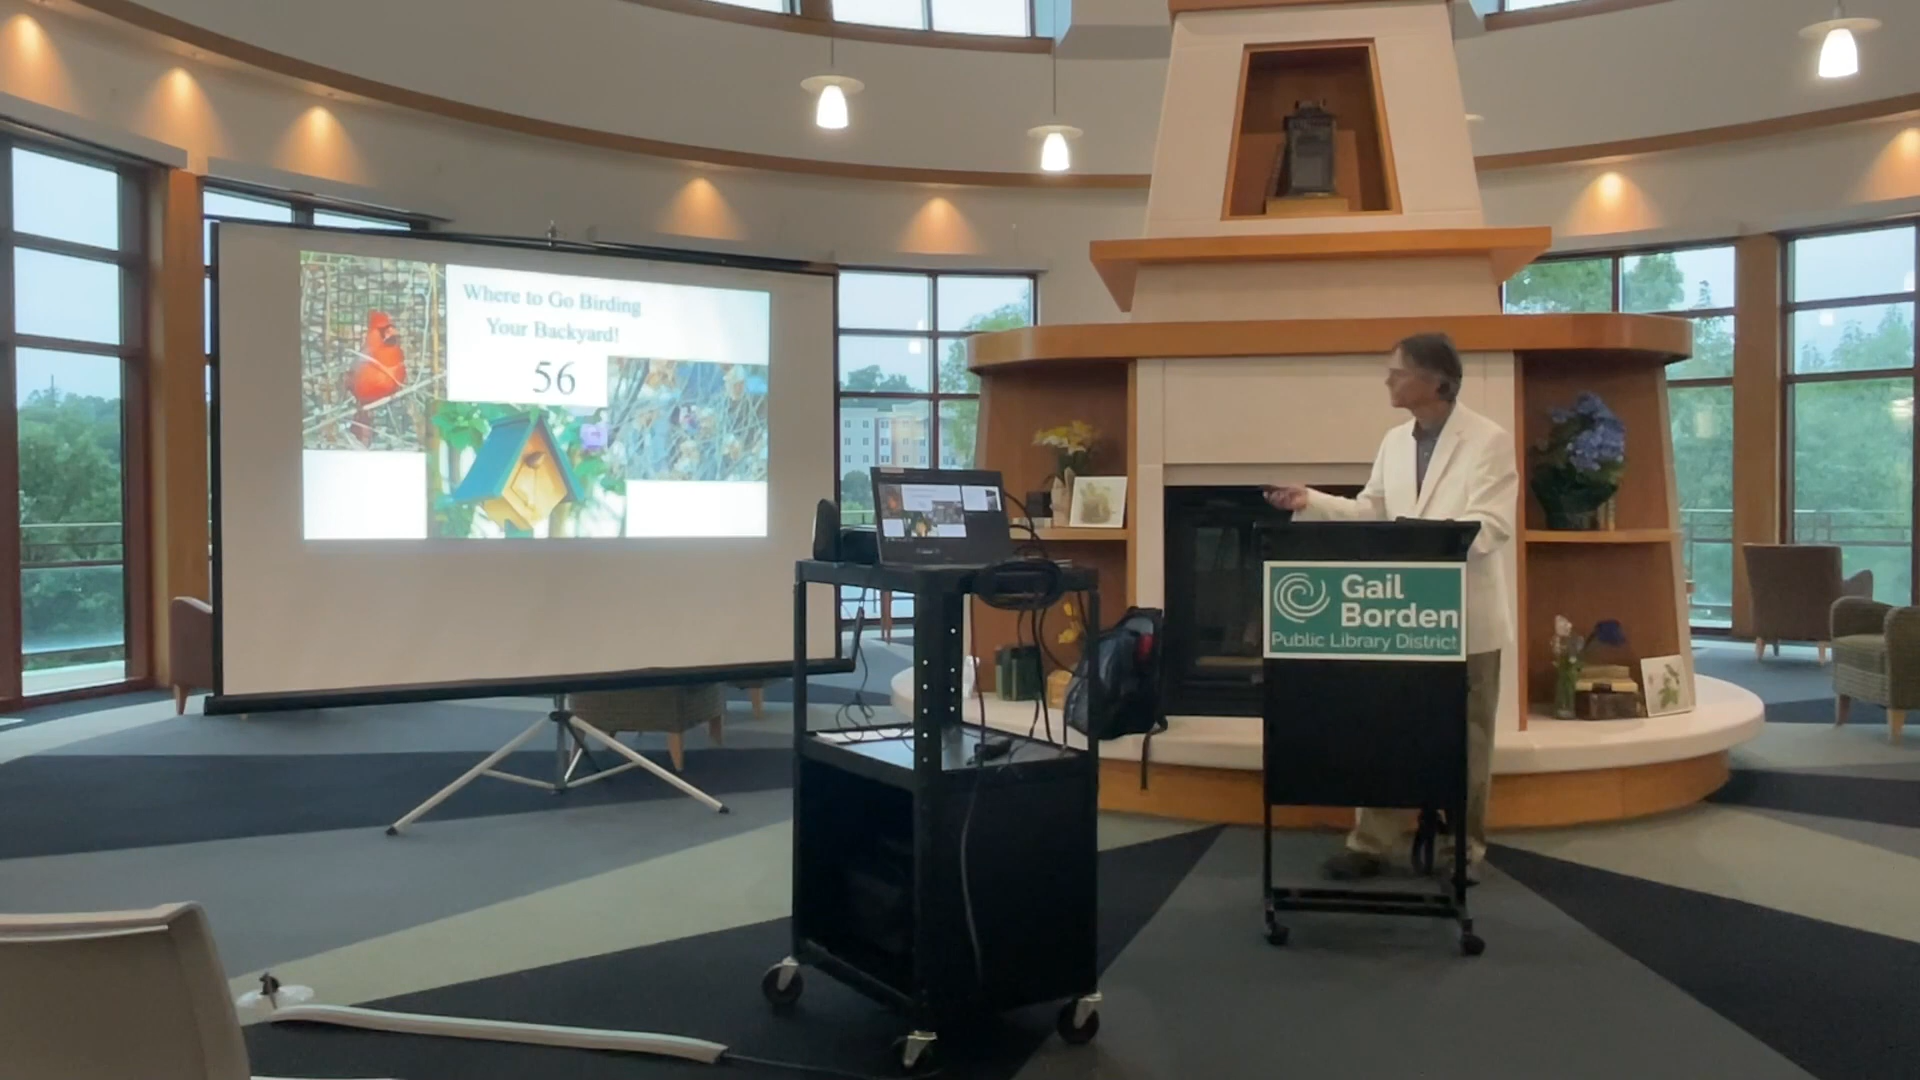 Where to Go Birding
Your Backyard!
56
Gail
Borden
Public Library District